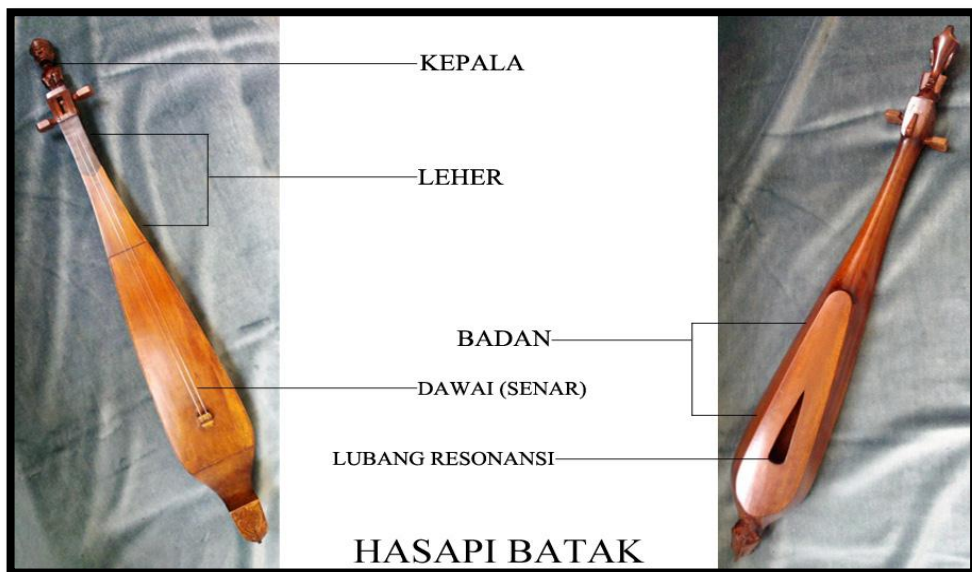 KEPALA
LEHER
BADAN
DAWAI (SENAR)
LUBANG RESONANSI
HASAPI BATAK